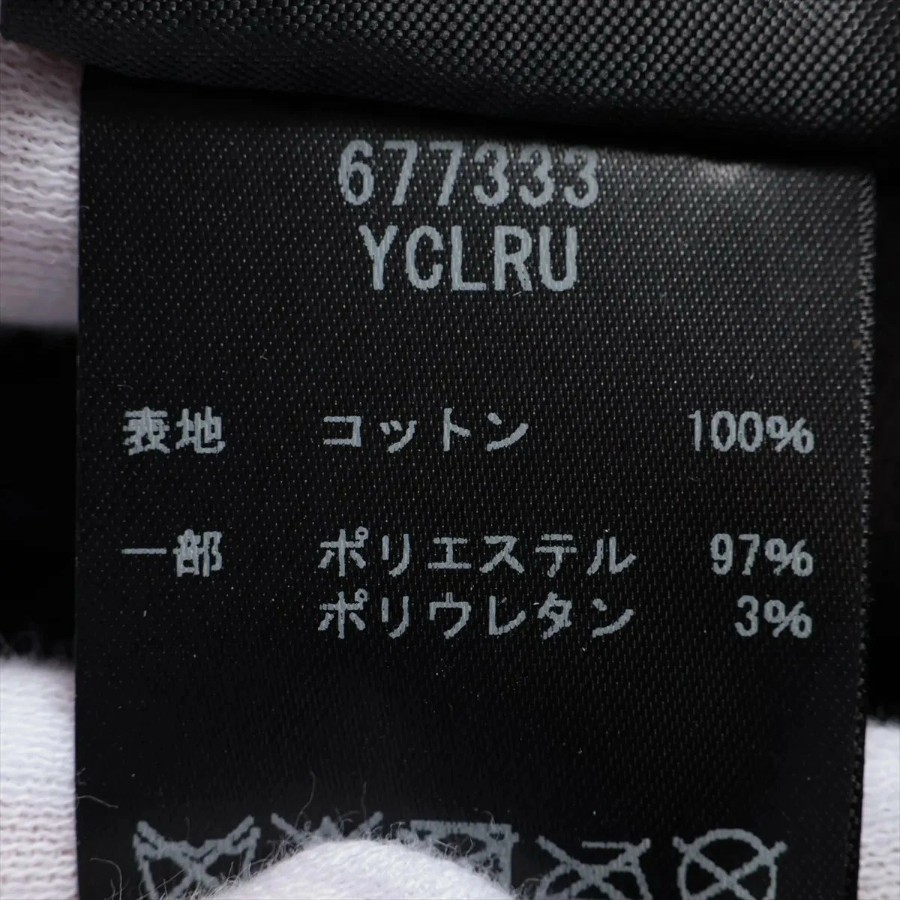 677333
YCLRU
表地 コットン 100%
一部 ポリエステル 97%
ポリウレタン 3%